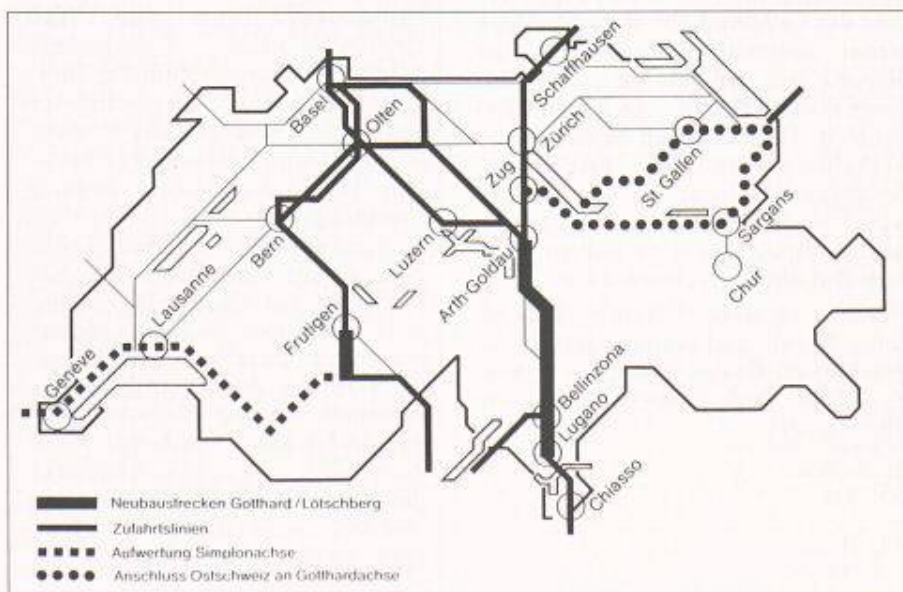 Schaffhausen
Basel
Olten
Zürich
Zug
St. Gallen
Sargans
Chur
Bern
Luzern
Arth Goldau
Lausanne
Frutigen
Genève
Bellinzona
Lugano
Chiasso
Neubaustrecken Gotthard / Lötschberg
Zufahrtslinien
Aufwertung Simplonachse
Anschluss Ostschweiz an Gotthardachse